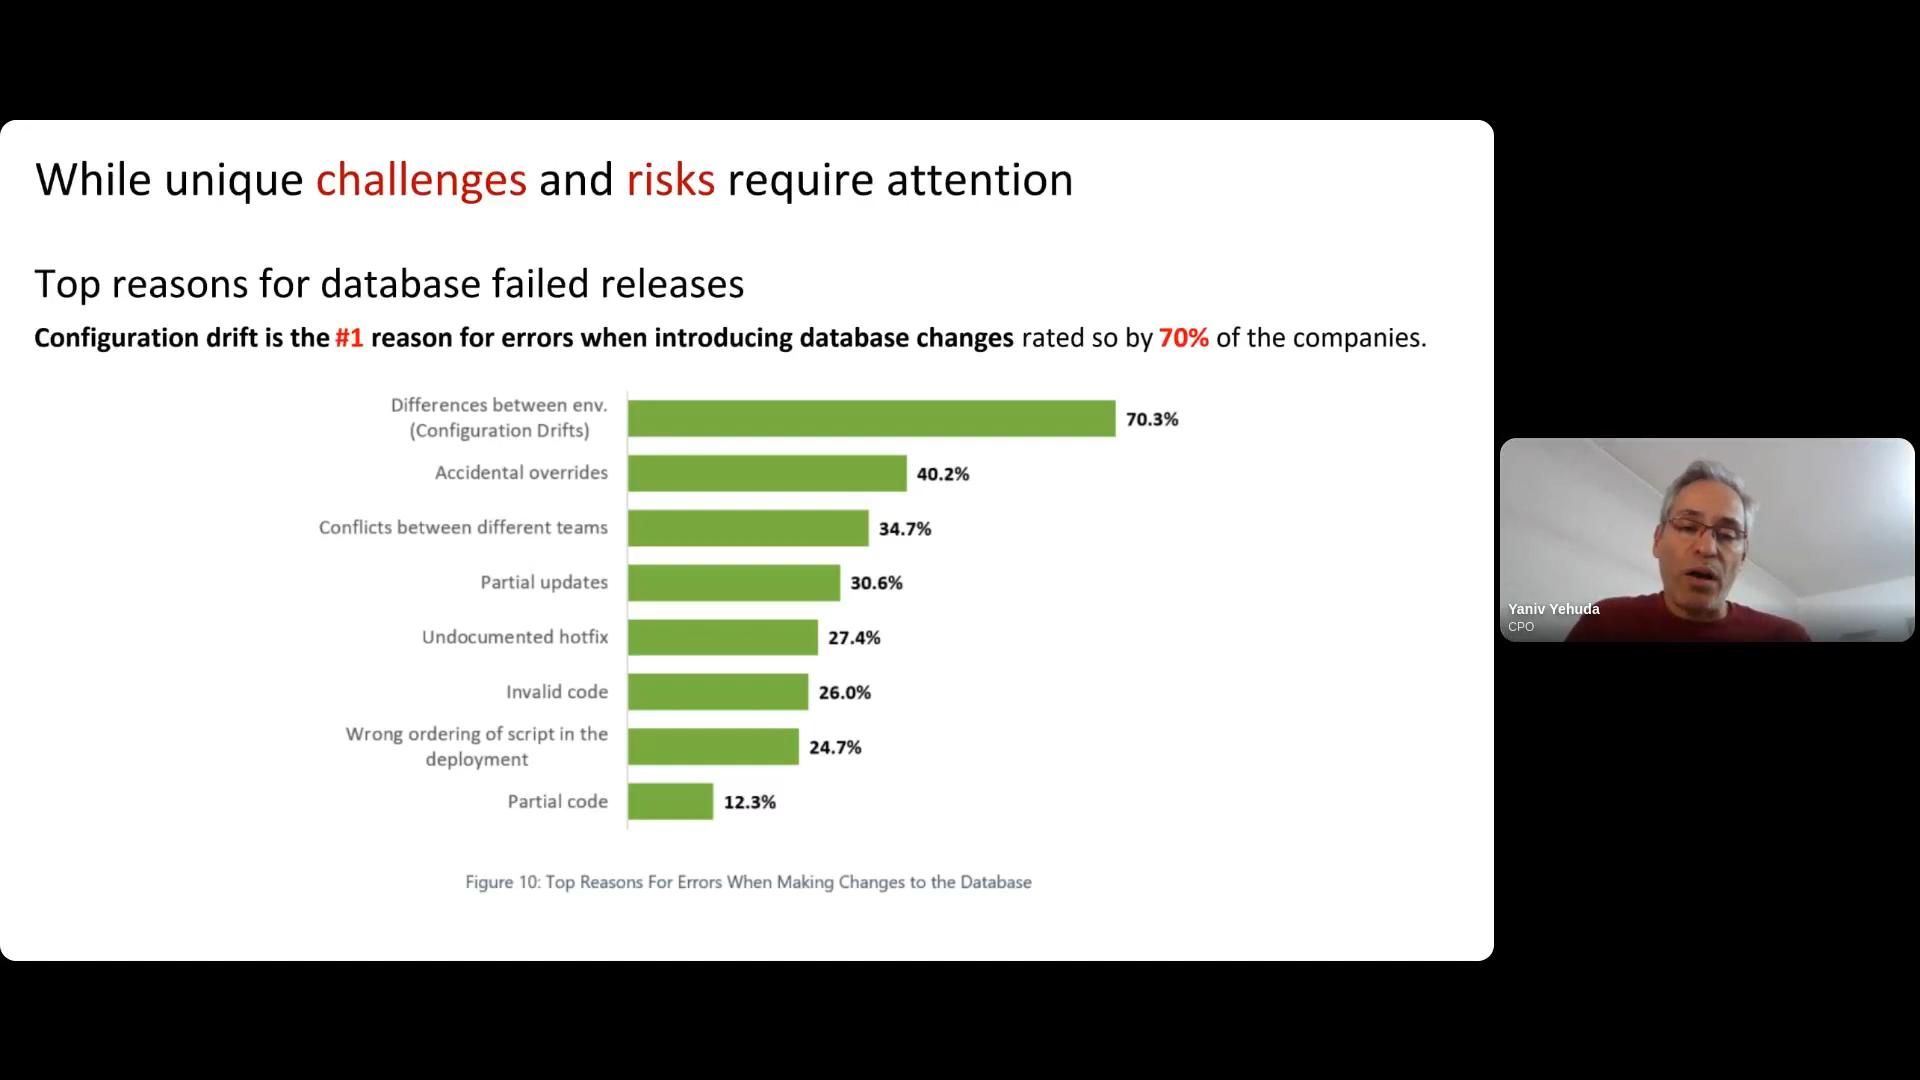 While unique challenges and risks require attention
Top reasons for database failed releases
Configuration drift is the #1 reason for errors when introducing database changes rated so by 70% of the companies.
Differences between env.
(Configuration Drifts)
70.3%
Accidental overrides
40.2%
Conflicts between different teams
34.7%
Partial updates
30.6%
Undocumented hotfix
27.4%
Invalid code
26.0%
Wrong ordering of script in the
deployment
24.7%
Partial code
12.3%
Figure 10: Top Reasons For Errors When Making Changes to the Database
Yaniv Yehuda
CPO